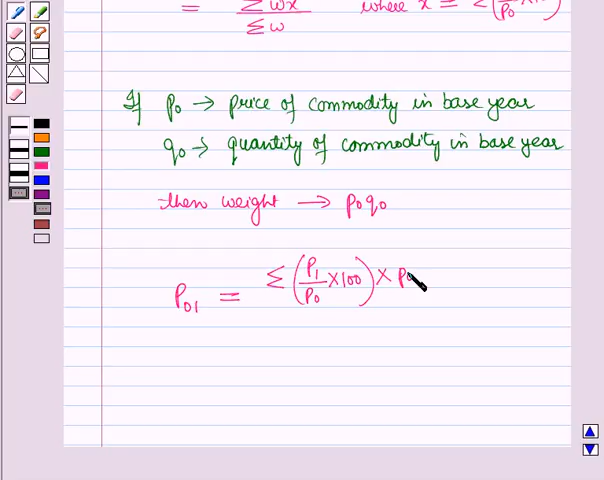 = Σwx / Σw where x = Σ(P1/P0 × 100)
If p0 → price of commodity in base year
q0 → quantity of commodity in base year
then weight → p0q0
P01 = Σ (P1/P0 × 100) × p